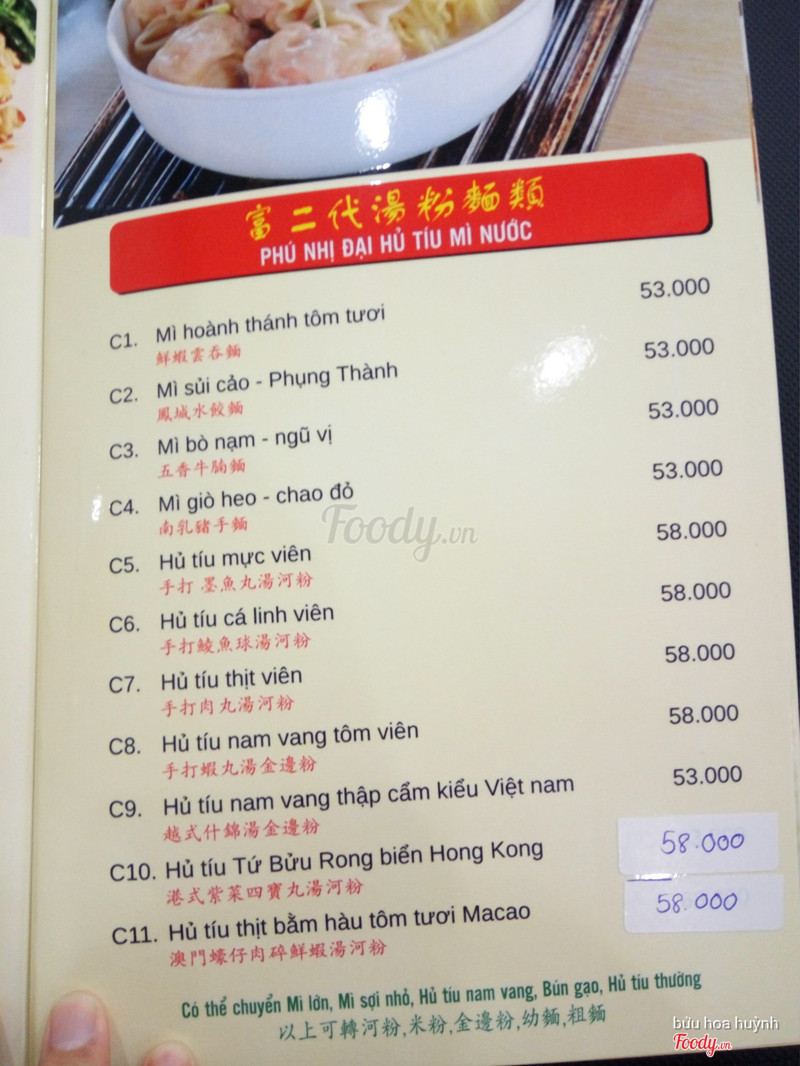 富二代湯粉麵類
PHÚ NHỊ ĐẠI HỦ TÍU MÌ NƯỚC
C1. Mì hoành thánh tôm tươi 53.000
鮮蝦雲吞麵
C2. Mì sủi cảo - Phụng Thành 53.000
鳳城水餃麵
C3. Mì bò nạm - ngũ vị 53.000
五香牛腩麵
C4. Mì giò heo - chao đỏ 53.000
南乳豬手麵
C5. Hủ tíu mực viên 58.000
手打 墨魚丸湯河粉
C6. Hủ tíu cá linh viên 58.000
手打鯪魚球湯河粉
C7. Hủ tíu thịt viên 58.000
手打肉丸湯河粉
C8. Hủ tíu nam vang tôm viên 58.000
手打蝦丸湯金邊粉
C9. Hủ tíu nam vang thập cẩm kiểu Việt nam 53.000
越式什錦湯金邊粉
C10. Hủ tíu Tứ Bửu Rong biển Hong Kong 58.000
港式紫菜四寶丸湯河粉
C11. Hủ tíu thịt bằm hàu tôm tươi Macao 58.000
澳門蠔仔肉碎鮮蝦湯河粉
Có thể chuyển Mì lớn, Mì sợi nhỏ, Hủ tíu nam vang, Bún gạo, Hủ tíu thường
以上可轉河粉,米粉,金邊粉,幼麵,粗麵
Foody.vn
bửu hoa huỳnh
Foody.vn